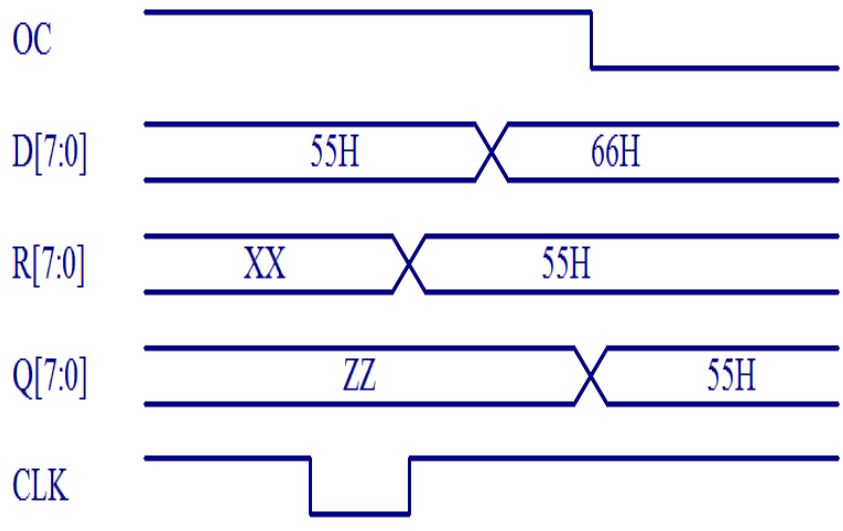 OC
D[7:0] 55H 66H
R[7:0] XX 55H
Q[7:0] ZZ 55H
CLK